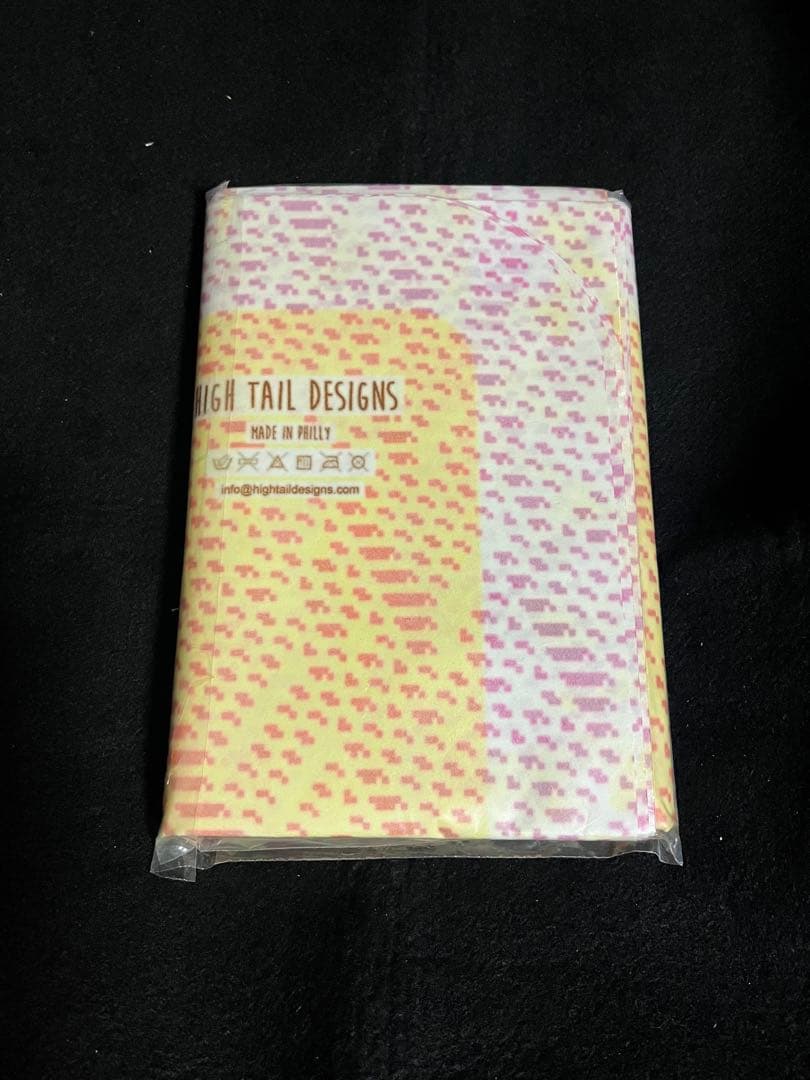 HIGH TAIL DESIGNS
MADE IN PHILLY
info@hightaildesigns.com